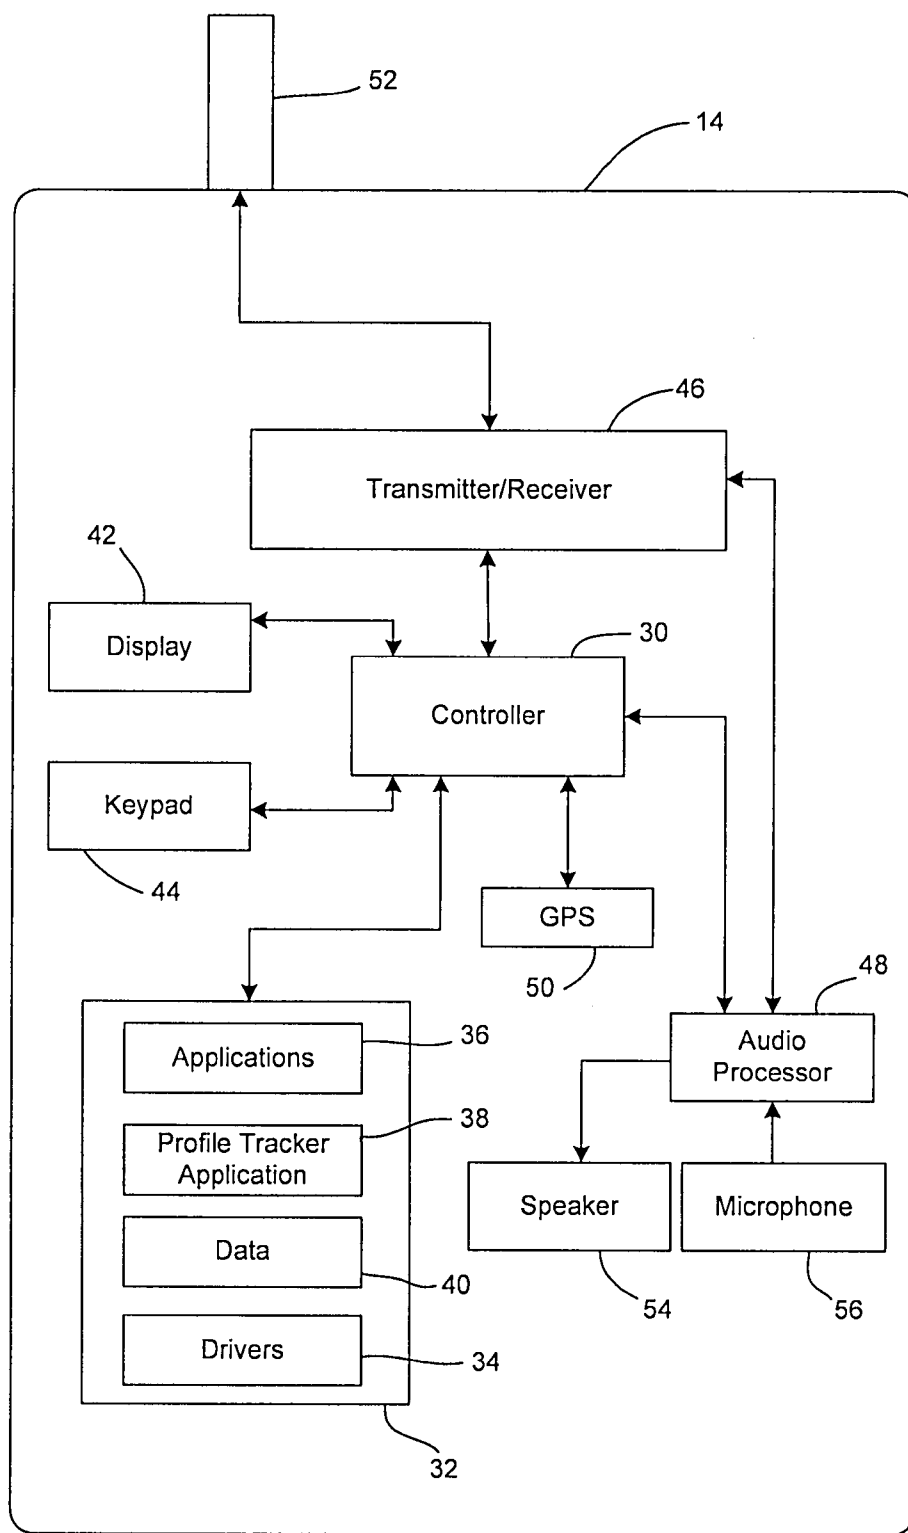 52
14
46
Transmitter/Receiver
42
Display
30
Controller
Keypad
44
GPS
50
48
Audio
Processor
36
Applications
38
Profile Tracker
Application
Speaker
Microphone
Data
40
54
56
Drivers
34
32